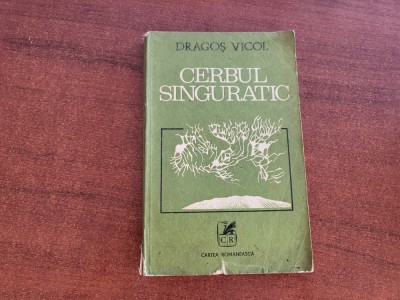 DRAGOȘ VICOL
CERBUL
SINGURATIC
CR
CARTEA ROMÂNEASCĂ